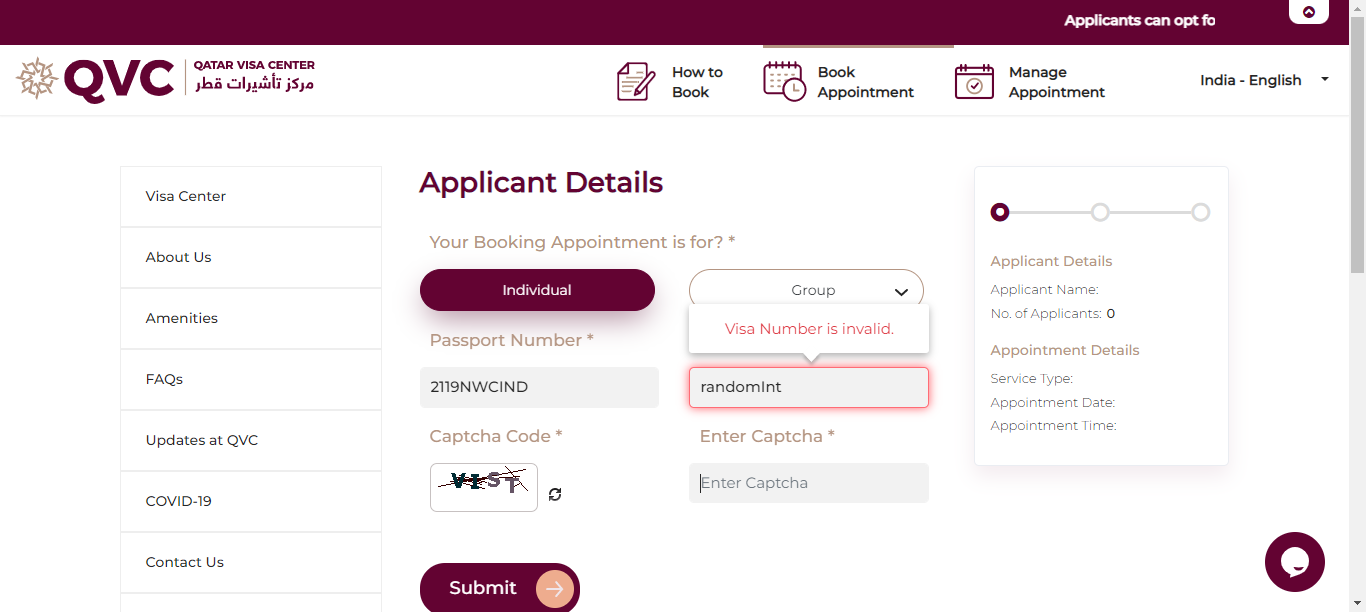 Applicants can opt fo
QVC
QATAR VISA CENTER
مركز تأشيرات قطر
How to
Book
Book
Appointment
Manage
Appointment
India - English
Visa Center
About Us
Amenities
FAQs
Updates at QVC
COVID-19
Contact Us
Applicant Details
Your Booking Appointment is for? *
Individual
Group
Visa Number is invalid.
Passport Number *
2119NWCIND
randomInt
Captcha Code *
Enter Captcha *
VIST
Enter Captcha
Submit
Applicant Details
Applicant Name:
No. of Applicants: 0
Appointment Details
Service Type:
Appointment Date:
Appointment Time: